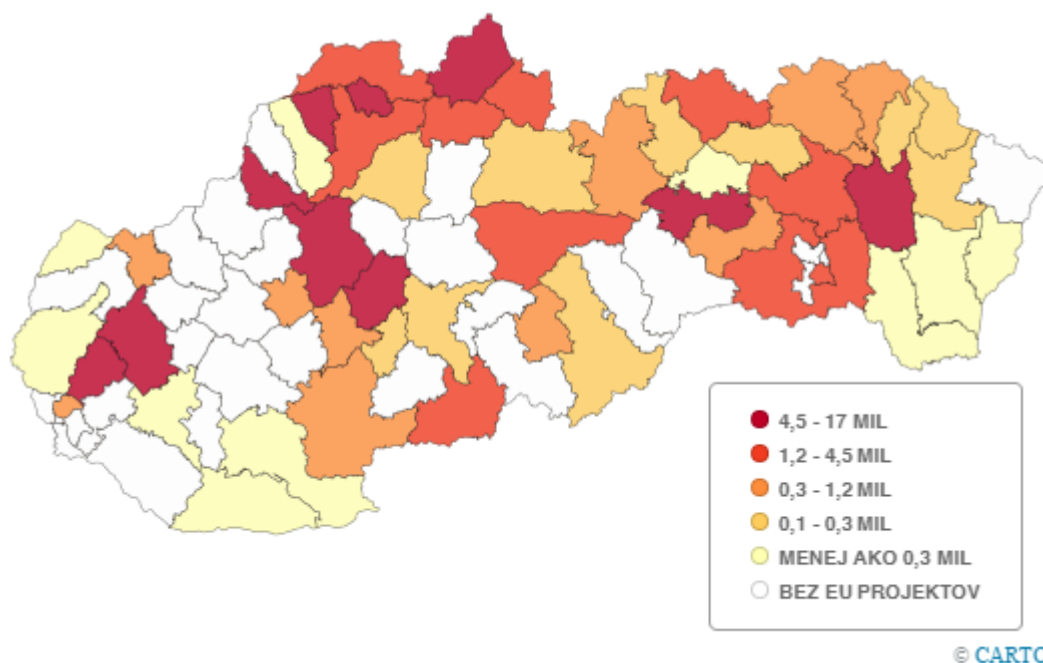 4,5 - 17 MIL
1,2 - 4,5 MIL
0,3 - 1,2 MIL
0,1 - 0,3 MIL
MENEJ AKO 0,3 MIL
BEZ EU PROJEKTOV
© CARTO